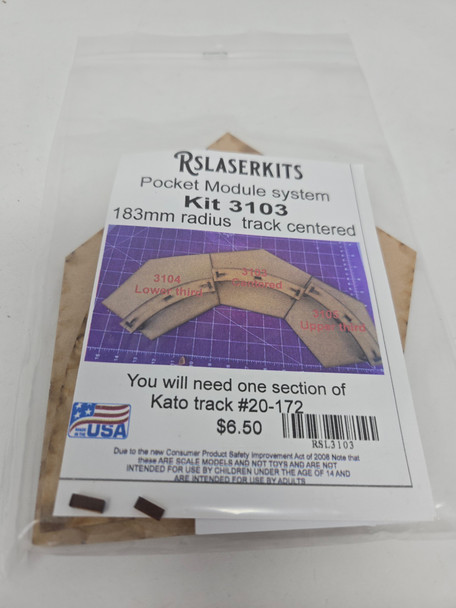 RSLASERKITS
Pocket Module system
Kit 3103
183mm radius track centered
3104
Lower third
3103
Centered
3105
Upper third
You will need one section of
Kato track #20-172
$6.50
USA
RSL3103
Due to the new Consumer Product Safety Improvement Act of 2008 Note that
these ARE SCALE MODELS AND NOT TOYS AND ARE NOT
INTENDED FOR USE BY CHILDREN UNDER THE AGE OF 14 AND
ARE INTENDED FOR USE BY ADULTS